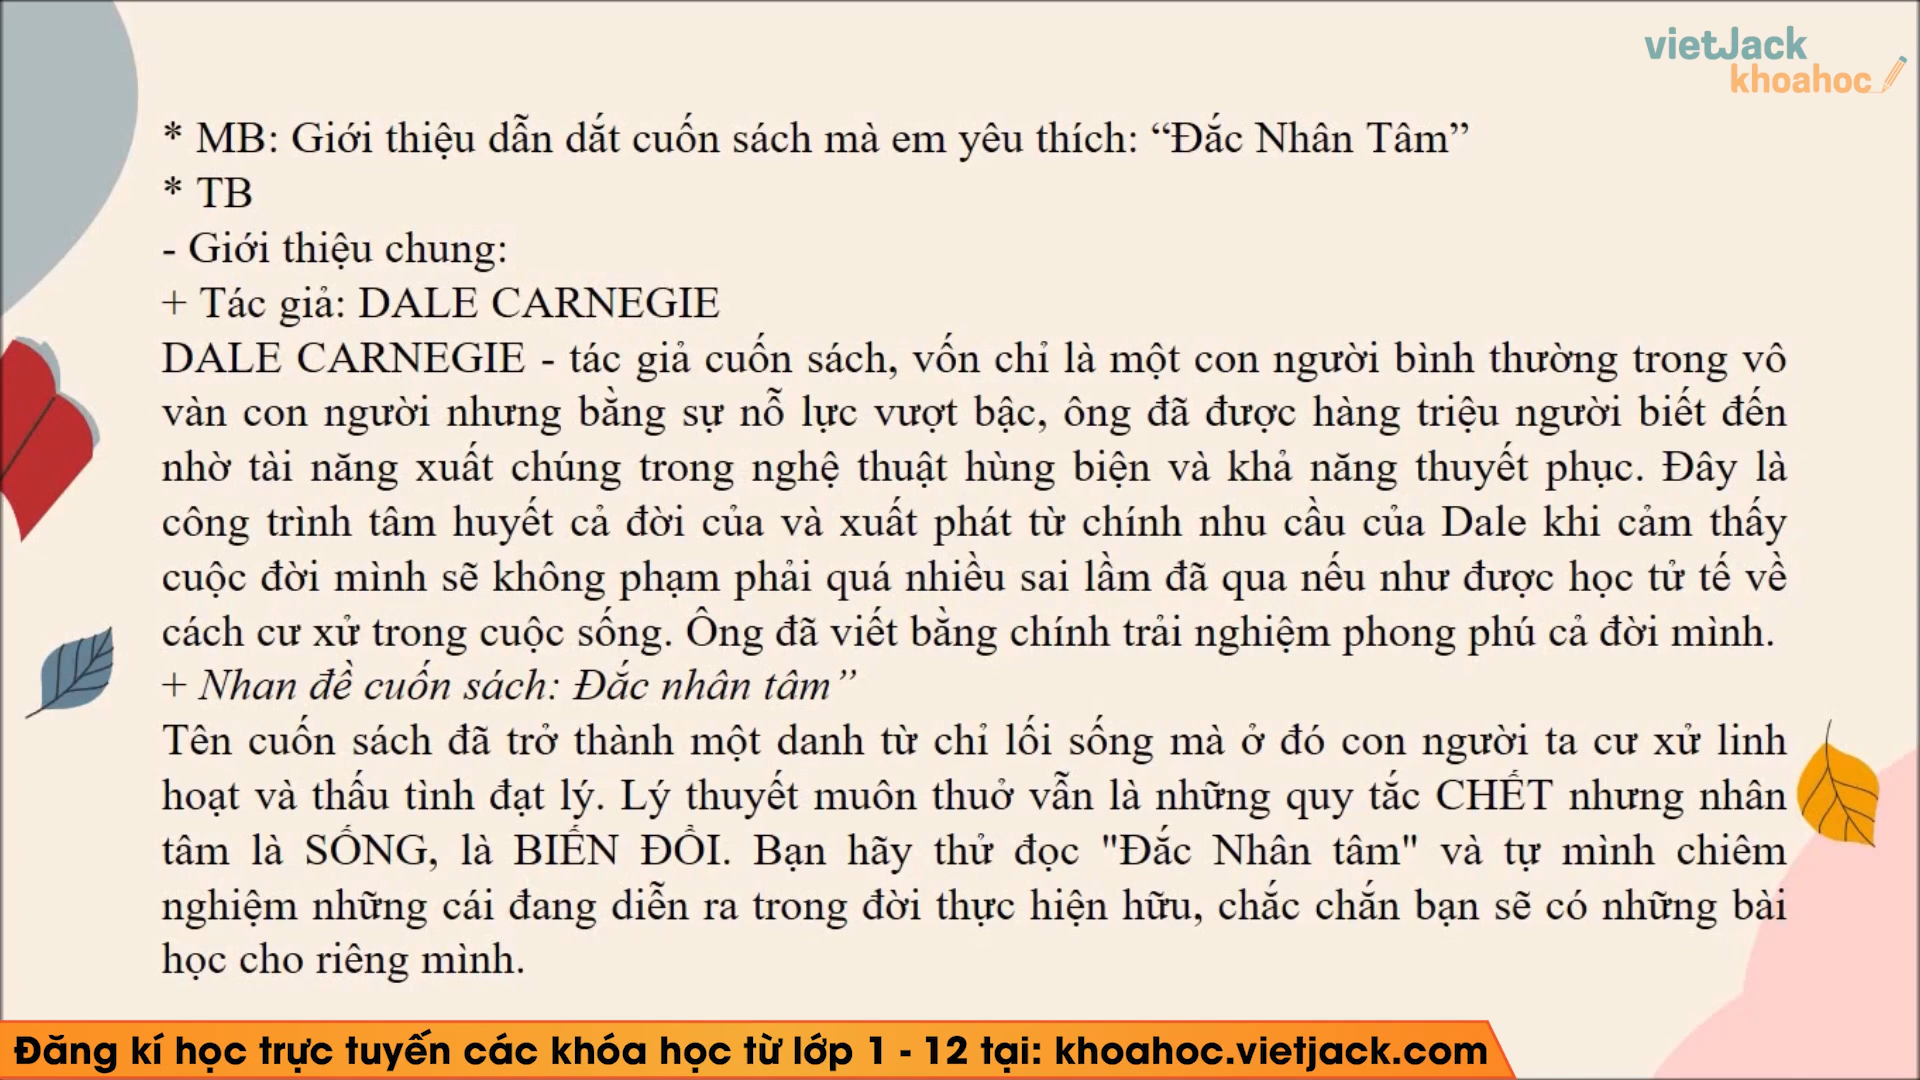 vietJack
khoahoc
* MB: Giới thiệu dẫn dắt cuốn sách mà em yêu thích: “Đắc Nhân Tâm”
* TB
- Giới thiệu chung:
+ Tác giả: DALE CARNEGIE
DALE CARNEGIE - tác giả cuốn sách, vốn chỉ là một con người bình thường trong vô
vàn con người nhưng bằng sự nỗ lực vượt bậc, ông đã được hàng triệu người biết đến
nhờ tài năng xuất chúng trong nghệ thuật hùng biện và khả năng thuyết phục. Đây là
công trình tâm huyết cả đời của và xuất phát từ chính nhu cầu của Dale khi cảm thấy
cuộc đời mình sẽ không phạm phải quá nhiều sai lầm đã qua nếu như được học tử tế về
cách cư xử trong cuộc sống. Ông đã viết bằng chính trải nghiệm phong phú cả đời mình.
+ Nhan đề cuốn sách: Đắc nhân tâm”
Tên cuốn sách đã trở thành một danh từ chỉ lối sống mà ở đó con người ta cư xử linh
hoạt và thấu tình đạt lý. Lý thuyết muôn thuở vẫn là những quy tắc CHẾT nhưng nhân
tâm là SỐNG, là BIẾN ĐỔI. Bạn hãy thử đọc "Đắc Nhân tâm" và tự mình chiêm
nghiệm những cái đang diễn ra trong đời thực hiện hữu, chắc chắn bạn sẽ có những bài
học cho riêng mình.
Đăng kí học trực tuyến các khóa học từ lớp 1 - 12 tại: khoahoc.vietjack.com